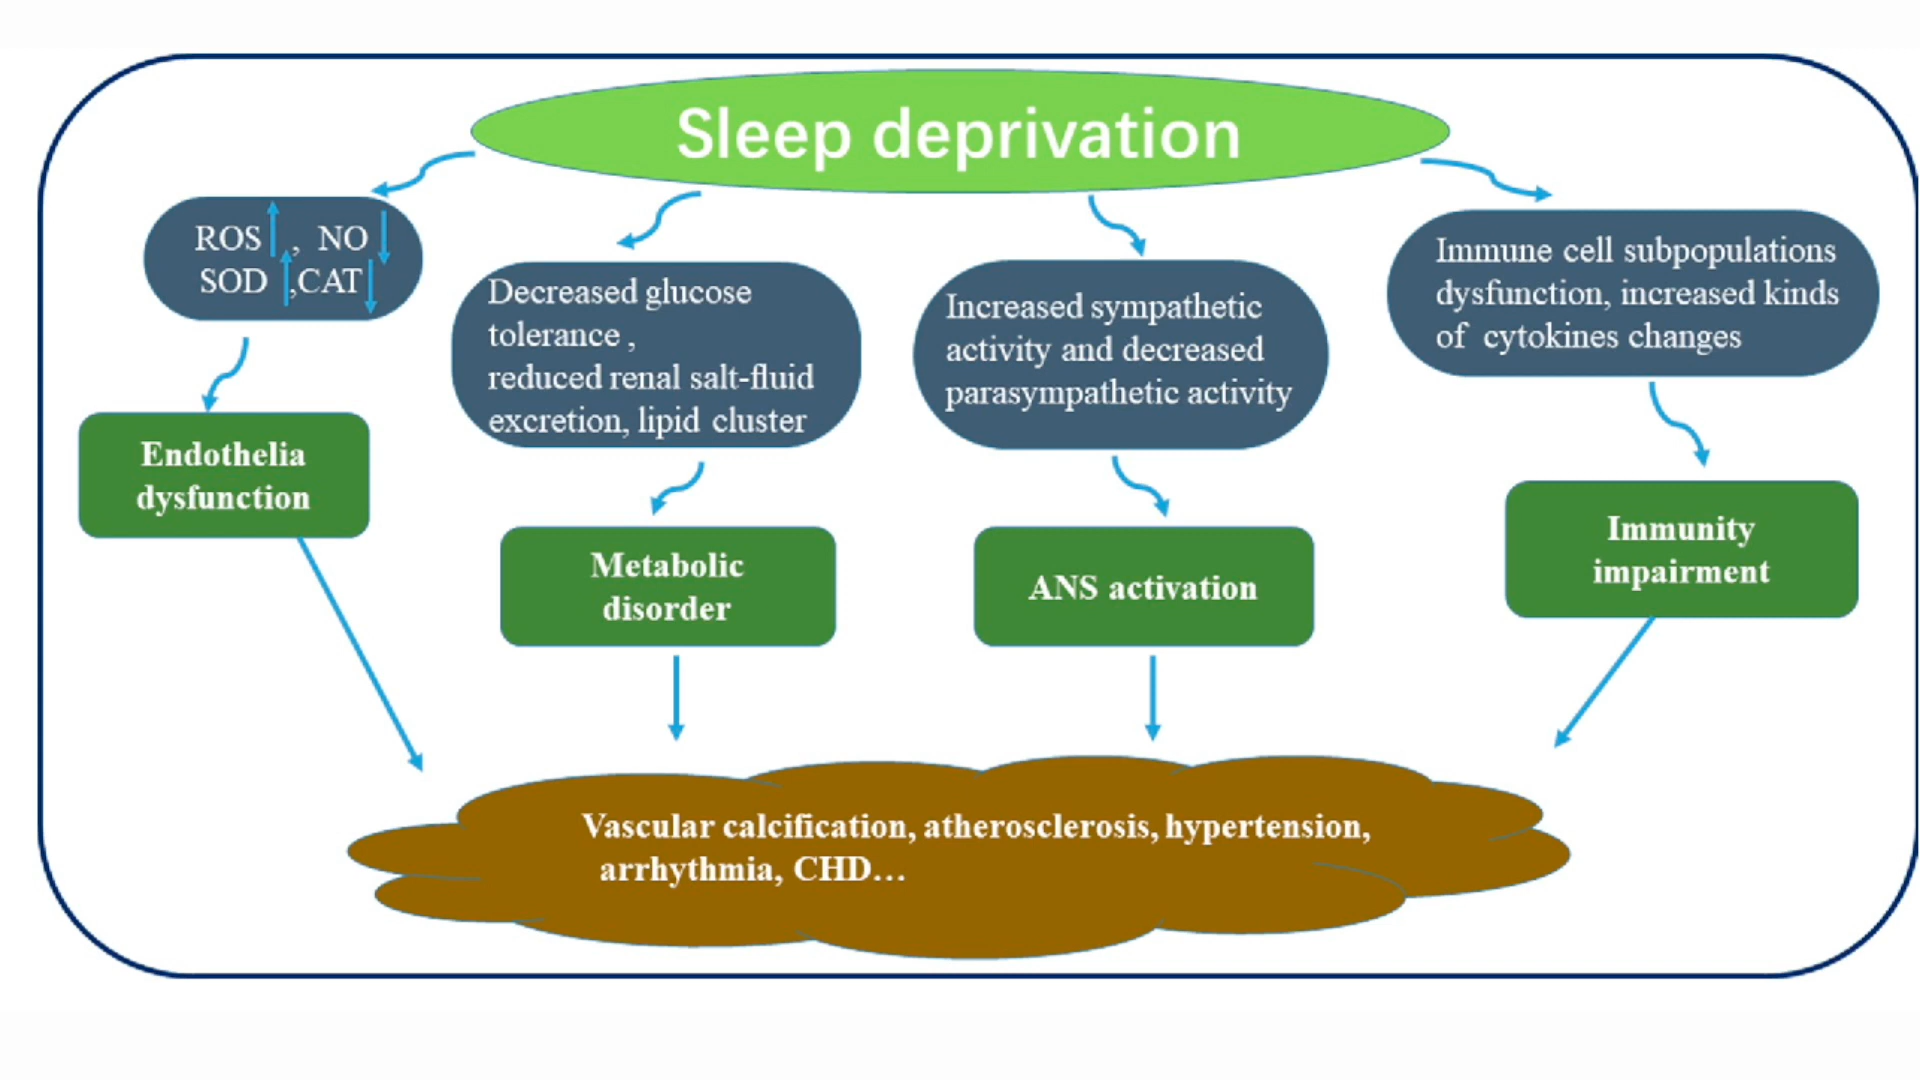 Sleep deprivation
ROS , NO
SOD ,CAT
Decreased glucose
tolerance ,
reduced renal salt-fluid
excretion, lipid cluster
Increased sympathetic
activity and decreased
parasympathetic activity
Immune cell subpopulations
dysfunction, increased kinds
of cytokines changes
Endothelia
dysfunction
Metabolic
disorder
ANS activation
Immunity
impairment
Vascular calcification, atherosclerosis, hypertension,
arrhythmia, CHD...